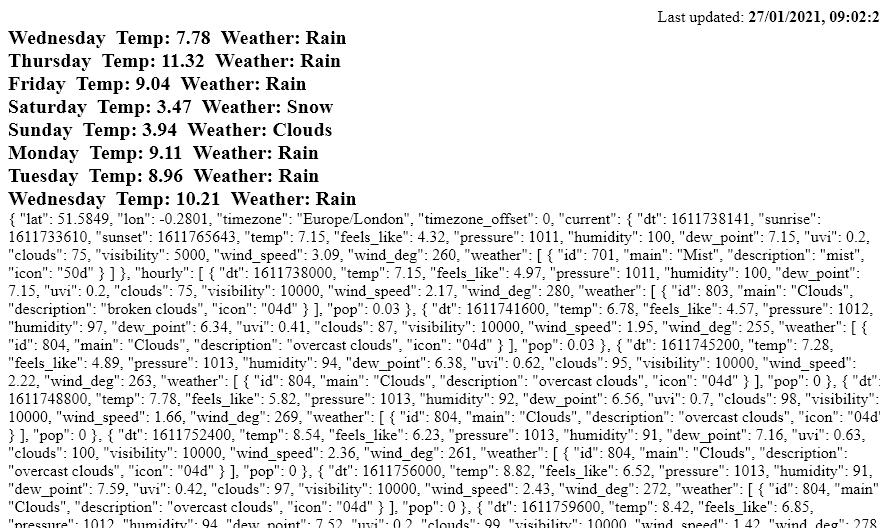 Last updated: 27/01/2021, 09:02:2
Wednesday Temp: 7.78 Weather: Rain
Thursday Temp: 11.32 Weather: Rain
Friday Temp: 9.04 Weather: Rain
Saturday Temp: 3.47 Weather: Snow
Sunday Temp: 3.94 Weather: Clouds
Monday Temp: 9.11 Weather: Rain
Tuesday Temp: 8.96 Weather: Rain
Wednesday Temp: 10.21 Weather: Rain
{ "lat": 51.5849, "lon": -0.2801, "timezone": "Europe/London", "timezone_offset": 0, "current": { "dt": 1611738141, "sunrise":
1611733610, "sunset": 1611765643, "temp": 7.15, "feels_like": 4.32, "pressure": 1011, "humidity": 100, "dew_point": 7.15, "uvi": 0.2,
"clouds": 75, "visibility": 5000, "wind_speed": 3.09, "wind_deg": 260, "weather": [ { "id": 701, "main": "Mist", "description": "mist",
"icon": "50d" } ] }, "hourly": [ { "dt": 1611738000, "temp": 7.15, "feels_like": 4.97, "pressure": 1011, "humidity": 100, "dew_point":
7.15, "uvi": 0.2, "clouds": 75, "visibility": 10000, "wind_speed": 2.17, "wind_deg": 280, "weather": [ { "id": 803, "main": "Clouds",
"description": "broken clouds", "icon": "04d" } ], "pop": 0.03 }, { "dt": 1611741600, "temp": 6.78, "feels_like": 4.57, "pressure": 1012,
"humidity": 97, "dew_point": 6.34, "uvi": 0.41, "clouds": 87, "visibility": 10000, "wind_speed": 1.95, "wind_deg": 255, "weather": [ {
"id": 804, "main": "Clouds", "description": "overcast clouds", "icon": "04d" } ], "pop": 0.03 }, { "dt": 1611745200, "temp": 7.28,
"feels_like": 4.89, "pressure": 1013, "humidity": 94, "dew_point": 6.38, "uvi": 0.62, "clouds": 95, "visibility": 10000, "wind_speed":
2.22, "wind_deg": 263, "weather": [ { "id": 804, "main": "Clouds", "description": "overcast clouds", "icon": "04d" } ], "pop": 0 }, { "dt":
1611748800, "temp": 7.78, "feels_like": 5.82, "pressure": 1013, "humidity": 92, "dew_point": 6.56, "uvi": 0.7, "clouds": 98, "visibility":
10000, "wind_speed": 1.66, "wind_deg": 269, "weather": [ { "id": 804, "main": "Clouds", "description": "overcast clouds", "icon": "04d"
} ], "pop": 0 }, { "dt": 1611752400, "temp": 8.54, "feels_like": 6.23, "pressure": 1013, "humidity": 91, "dew_point": 7.16, "uvi": 0.63,
"clouds": 100, "visibility": 10000, "wind_speed": 2.36, "wind_deg": 261, "weather": [ { "id": 804, "main": "Clouds", "description":
"overcast clouds", "icon": "04d" } ], "pop": 0 }, { "dt": 1611756000, "temp": 8.82, "feels_like": 6.52, "pressure": 1013, "humidity": 91,
"dew_point": 7.59, "uvi": 0.42, "clouds": 97, "visibility": 10000, "wind_speed": 2.43, "wind_deg": 272, "weather": [ { "id": 804, "main":
"Clouds", "description": "overcast clouds", "icon": "04d" } ], "pop": 0 }, { "dt": 1611759600, "temp": 8.42, "feels_like": 6.85,
"pressure": 1012, "humidity": 94, "dew_point": 7.52, "uvi": 0.2, "clouds": 99, "visibility": 10000, "wind_speed": 1.42, "wind_deg": 278